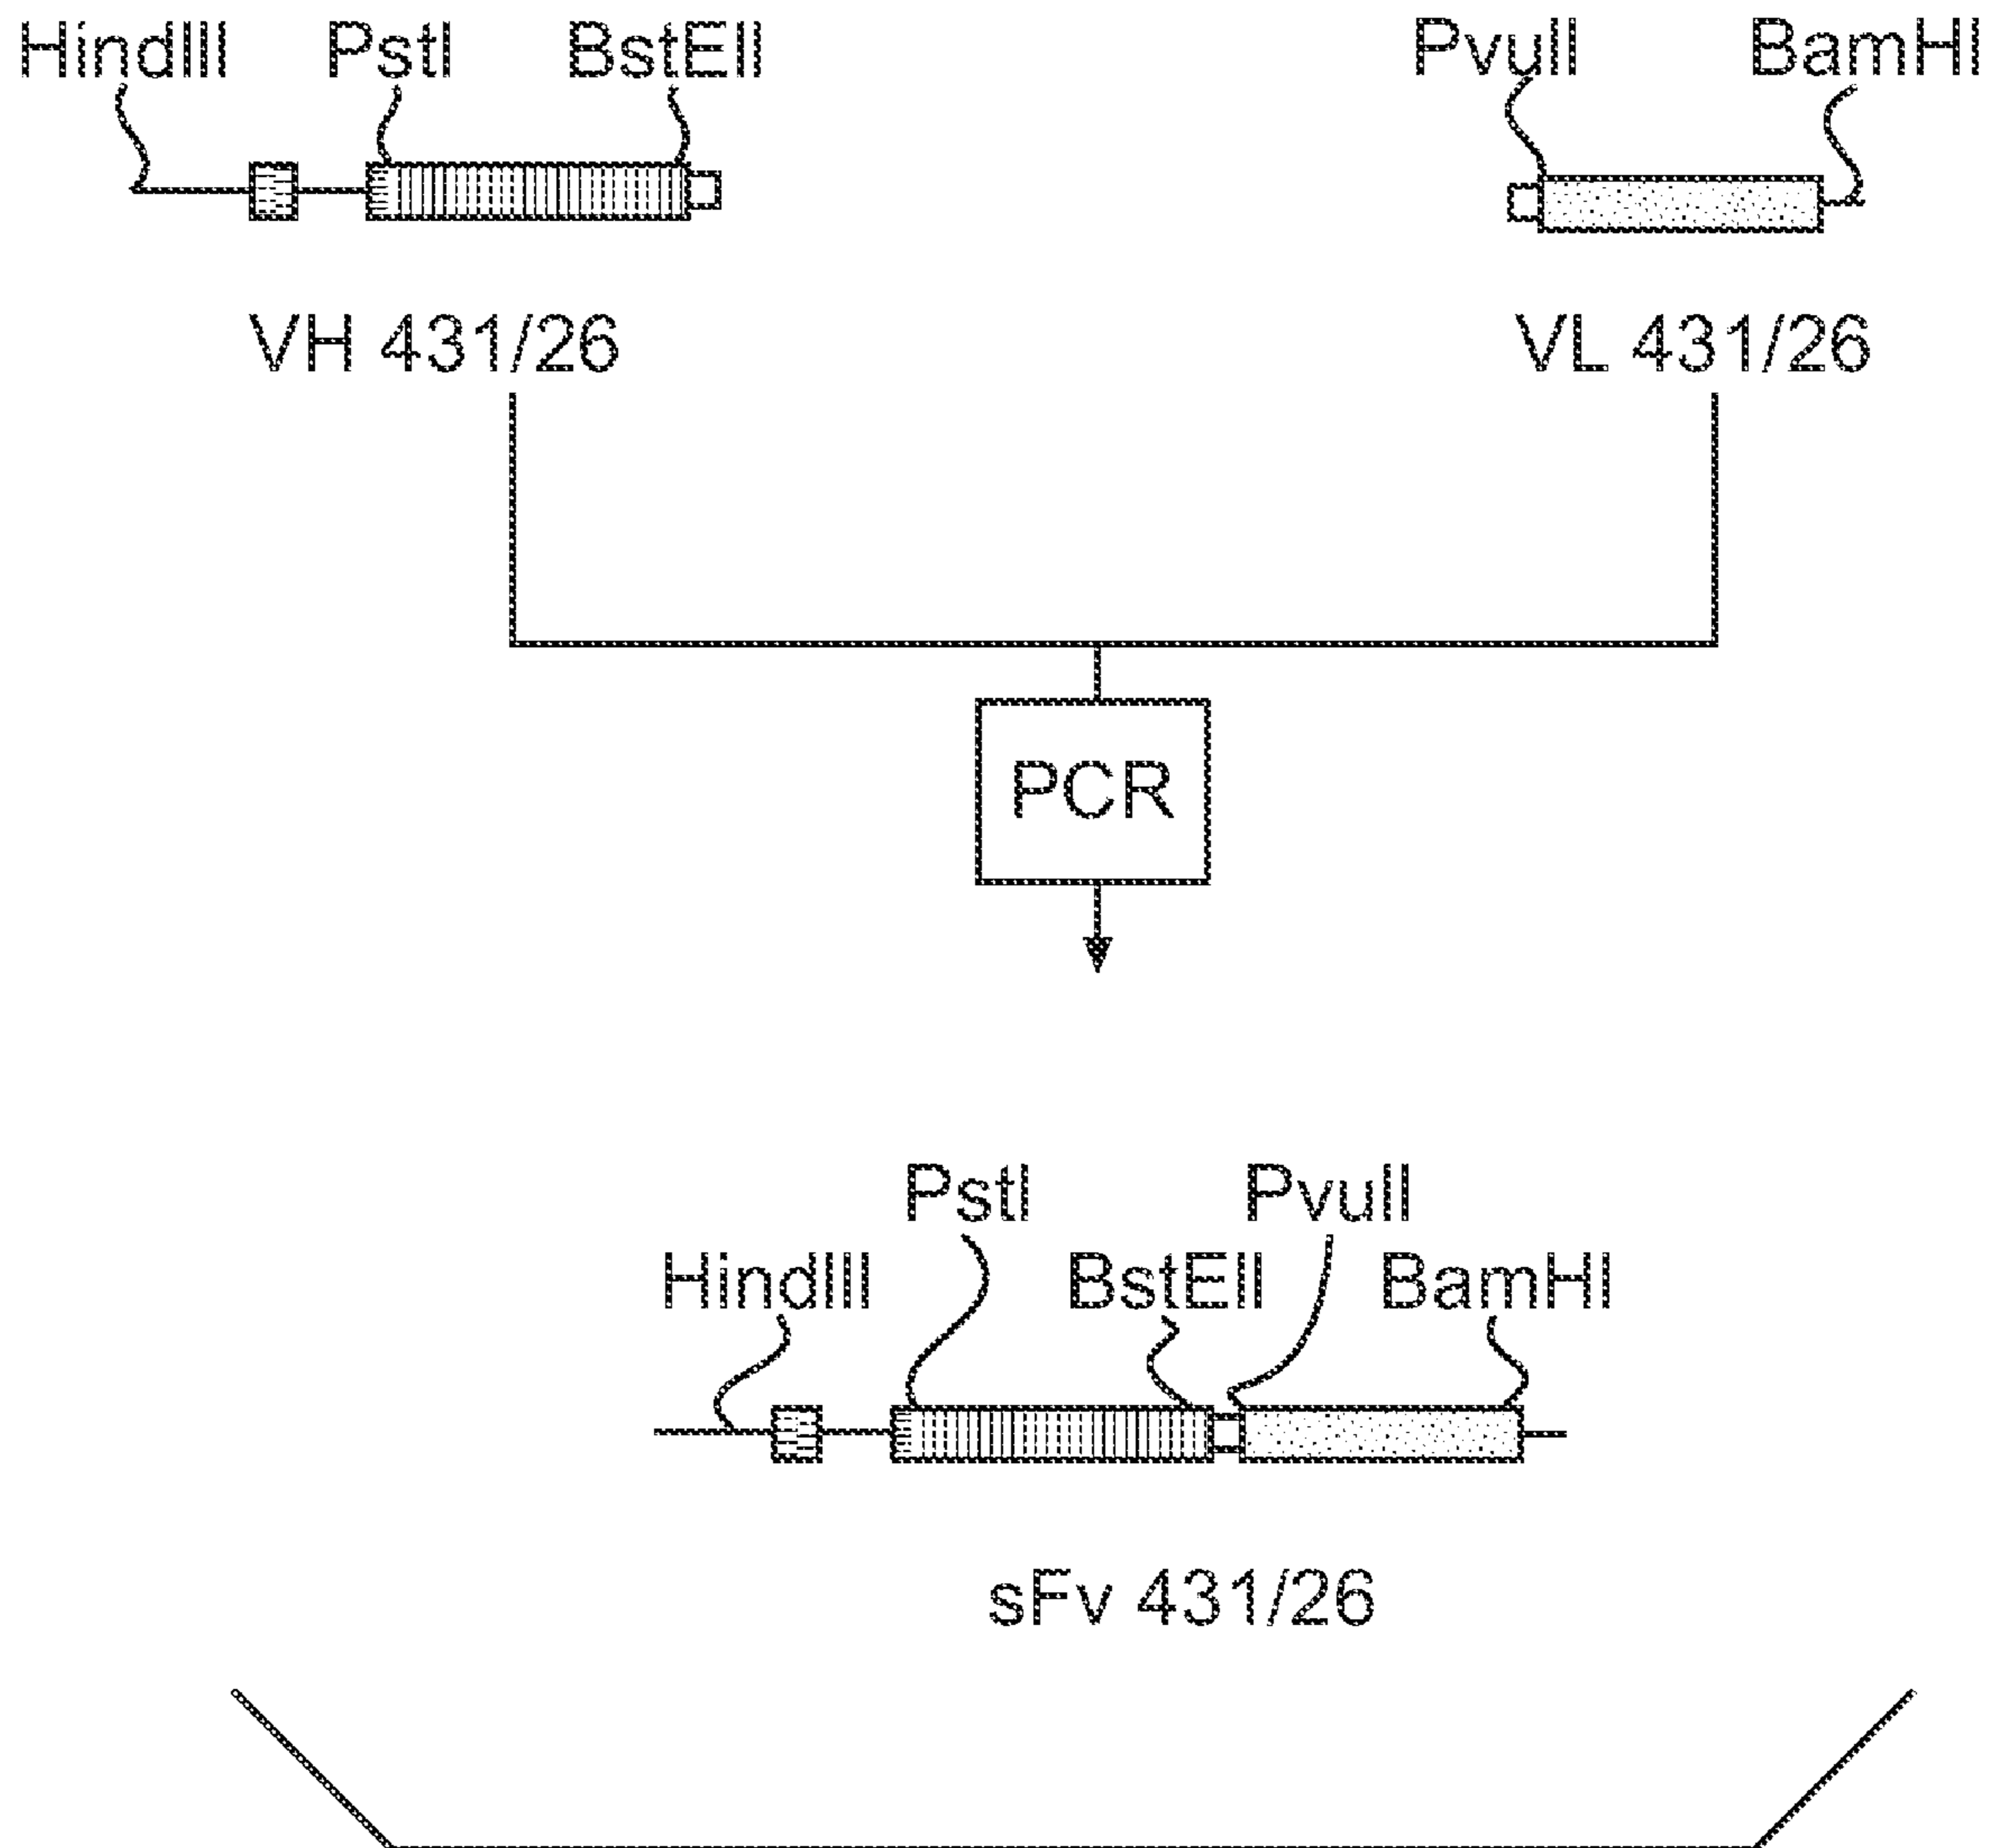 HindIII PstI BstEII PvuII BamHI
VH 431/26 VL 431/26
PCR
PstI PvuII
HindIII BstEII BamHI
sFv 431/26